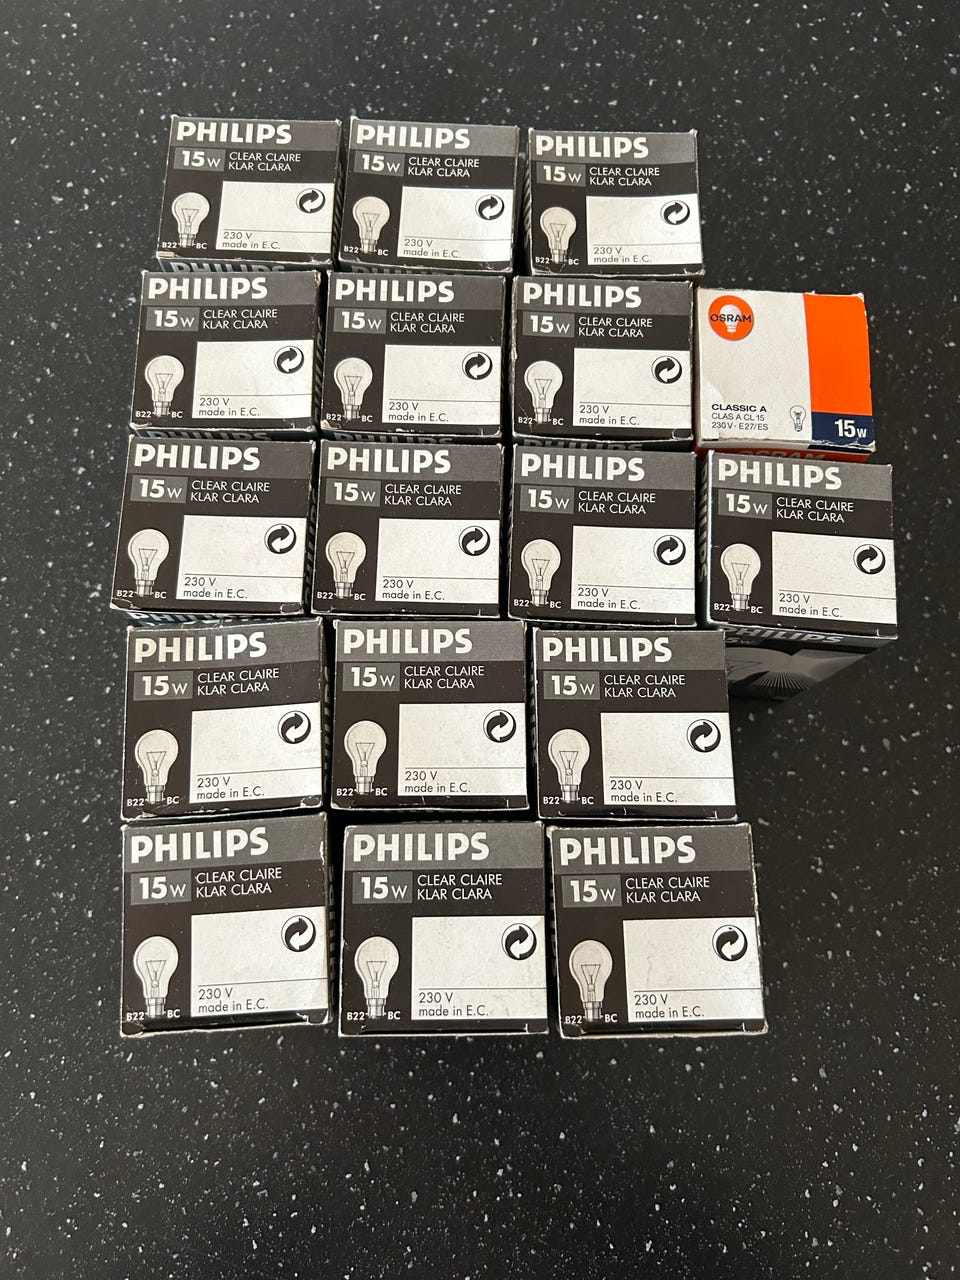 PHILIPS
15w CLEAR CLAIRE
KLAR CLARA
230 V
B22 BC made in E.C.
PHILIPS
15w CLEAR CLAIRE
KLAR CLARA
230 V
B22 BC made in E.C.
PHILIPS
15w CLEAR CLAIRE
KLAR CLARA
230 V
B22 BC made in E.C.
PHILIPS
PHILIPS
15w CLEAR CLAIRE
KLAR CLARA
230 V
B22 BC made in E.C.
PHILIPS
15w CLEAR CLAIRE
KLAR CLARA
230 V
B22 BC made in E.C.
PHILIPS
15w CLEAR CLAIRE
KLAR CLARA
230 V
B22 BC made in E.C.
OSRAM
CLASSIC A
CLAS A CL 15
230V · E27/ES
15w
OSRAM
PHILIPS
15w CLEAR CLAIRE
KLAR CLARA
230 V
B22 BC made in E.C.
PHILIPS
15w CLEAR CLAIRE
KLAR CLARA
230 V
B22 BC made in E.C.
PHILIPS
15w CLEAR CLAIRE
KLAR CLARA
230 V
B22 BC made in E.C.
PHILIPS
15w CLEAR CLAIRE
KLAR CLARA
230 V
B22 BC made in E.C.
PHILIPS
PHILIPS
PHILIPS
15w CLEAR CLAIRE
KLAR CLARA
230 V
B22 BC made in E.C.
PHILIPS
15w CLEAR CLAIRE
KLAR CLARA
230 V
B22 BC made in E.C.
PHILIPS
15w CLEAR CLAIRE
KLAR CLARA
230 V
B22 BC made in E.C.
PHILIPS
15w CLEAR CLAIRE
KLAR CLARA
230 V
B22 BC made in E.C.
PHILIPS
15w CLEAR CLAIRE
KLAR CLARA
230 V
B22 BC made in E.C.
PHILIPS
15w CLEAR CLAIRE
KLAR CLARA
230 V
B22 BC made in E.C.